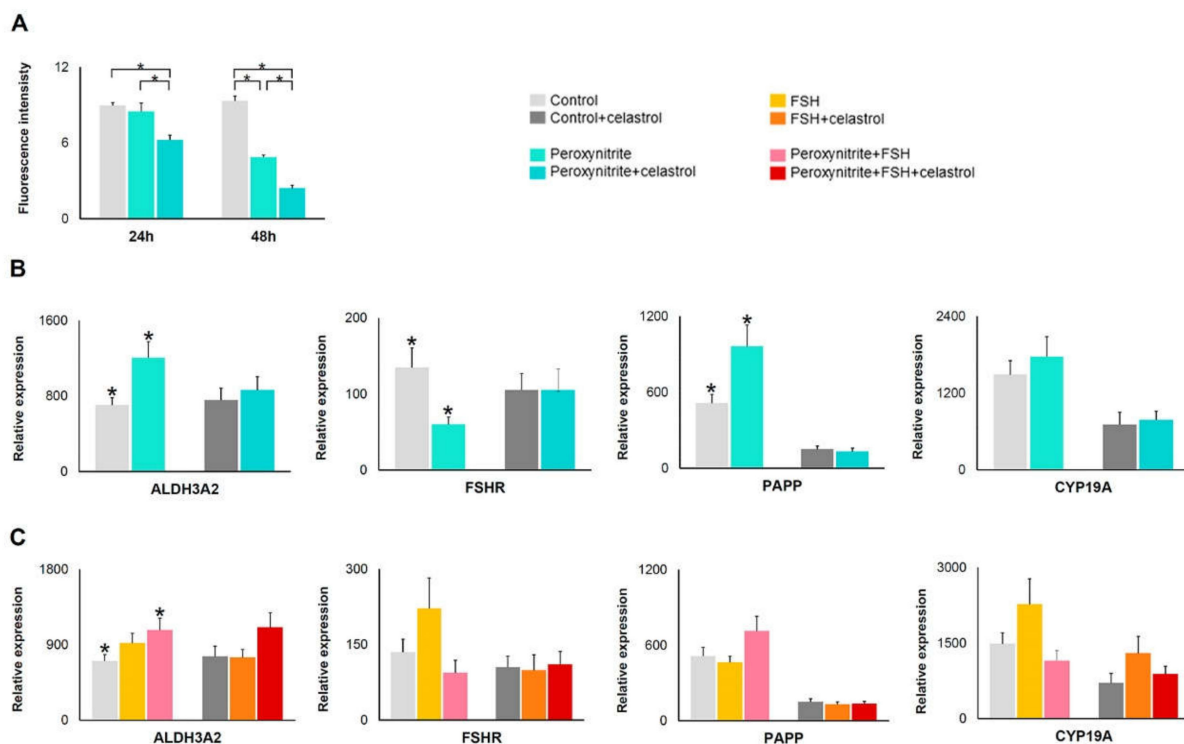 A
Fluorescence intensisty
12
6
0
* * * * *
24h 48h
Control
Control+celastrol
Peroxynitrite
Peroxynitrite+celastrol
FSH
FSH+celastrol
Peroxynitrite+FSH
Peroxynitrite+FSH+celastrol
B
Relative expression
1600
800
0
* *
ALDH3A2
Relative expression
200
100
0
* *
FSHR
Relative expression
1200
600
0
* *
PAPP
Relative expression
2400
1200
0
CYP19A
C
Relative expression
1800
900
0
* *
ALDH3A2
Relative expression
300
150
0
FSHR
Relative expression
1200
600
0
PAPP
Relative expression
3000
1500
0
CYP19A